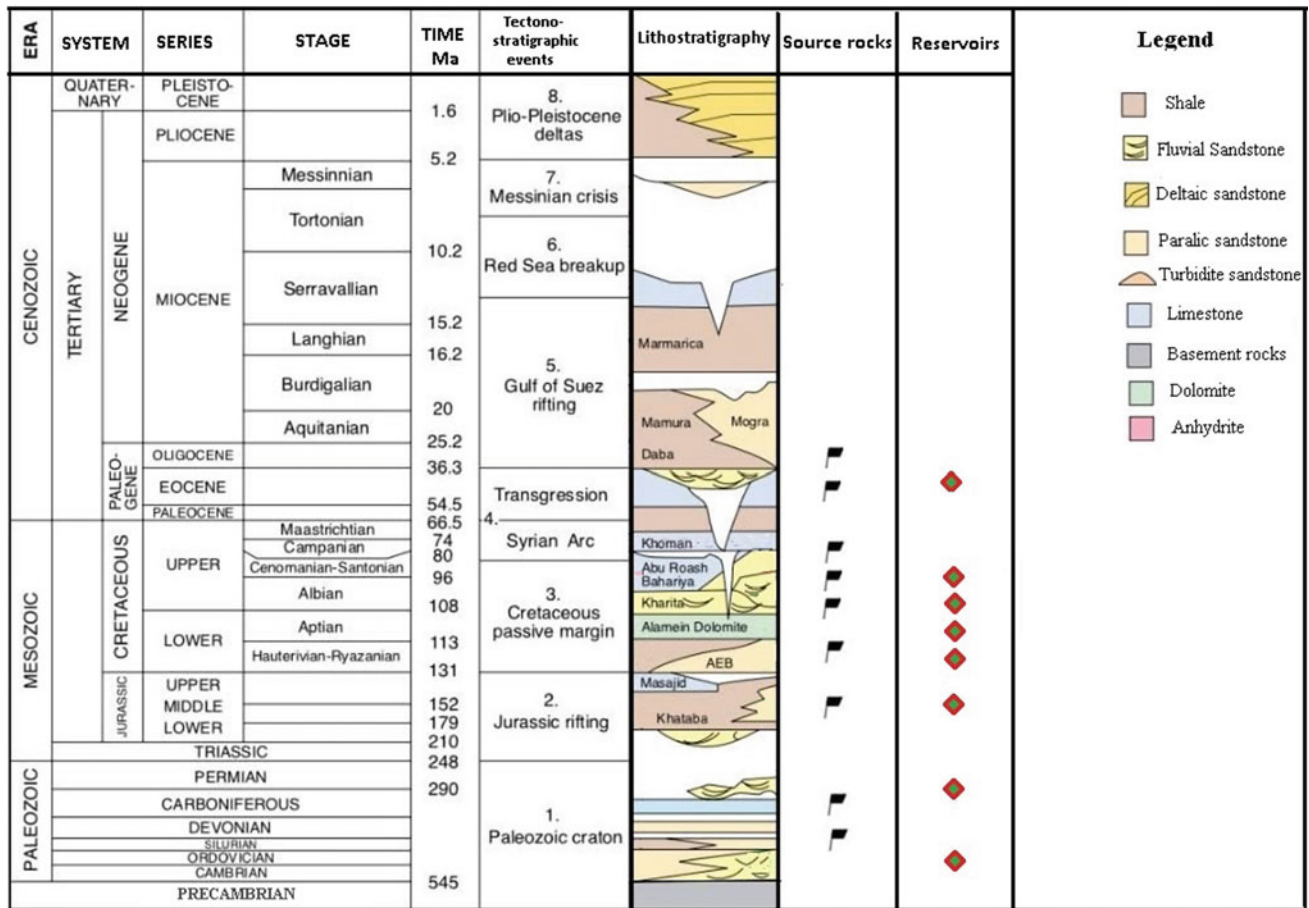 ERA
SYSTEM
SERIES
STAGE
TIME
Ma
Tectono-
stratigraphic
events
Lithostratigraphy
Source rocks
Reservoirs
Legend
CENOZOIC
MESOZOIC
PALEOZOIC
QUATER-
NARY
TERTIARY
NEOGENE
PALEO-
GENE
CRETACEOUS
JURASSIC
PLEISTO-
CENE
PLIOCENE
MIOCENE
OLIGOCENE
EOCENE
PALEOCENE
UPPER
LOWER
UPPER
MIDDLE
LOWER
TRIASSIC
PERMIAN
CARBONIFEROUS
DEVONIAN
SILURIAN
ORDOVICIAN
CAMBRIAN
PRECAMBRIAN
Messinnian
Tortonian
Serravallian
Langhian
Burdigalian
Aquitanian
Maastrichtian
Campanian
Cenomanian-Santonian
Albian
Aptian
Hauterivian-Ryazanian
1.6
5.2
10.2
15.2
16.2
20
25.2
36.3
54.5
66.5
74
80
96
108
113
131
152
179
210
248
290
545
8.
Plio-Pleistocene
deltas
7.
Messinian crisis
6.
Red Sea breakup
5.
Gulf of Suez
rifting
Transgression
4.
Syrian Arc
3.
Cretaceous
passive margin
2.
Jurassic rifting
1.
Paleozoic craton
Marmarica
Mamura
Mogra
Daba
Khoman
Abu Roash
Bahariya
Kharita
Alamein Dolomite
AEB
Masajid
Khataba
Shale
Fluvial Sandstone
Deltaic sandstone
Paralic sandstone
Turbidite sandstone
Limestone
Basement rocks
Dolomite
Anhydrite